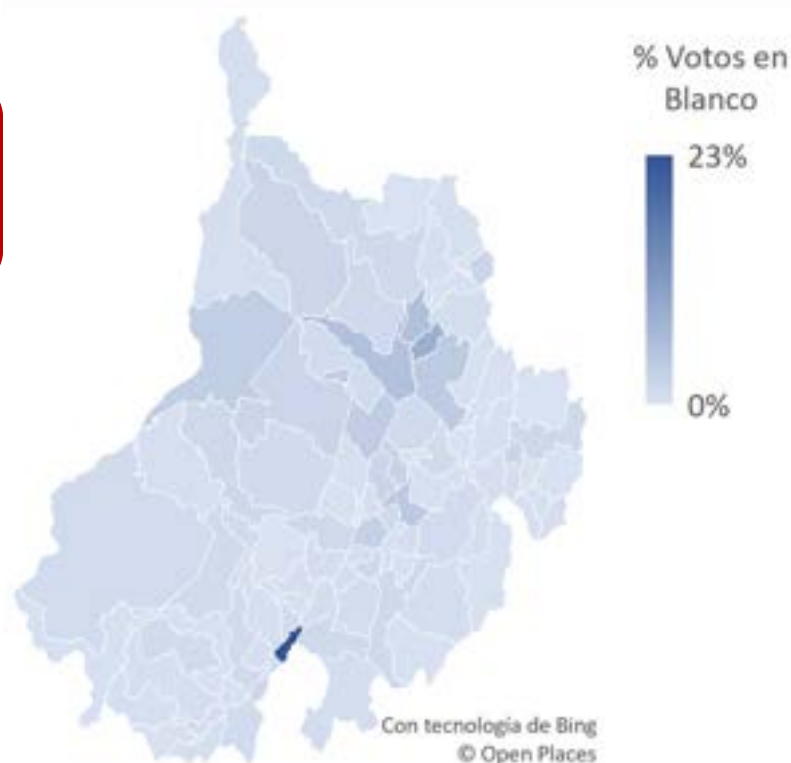 % Votos en
Blanco
23%
0%
Con tecnología de Bing
© Open Places